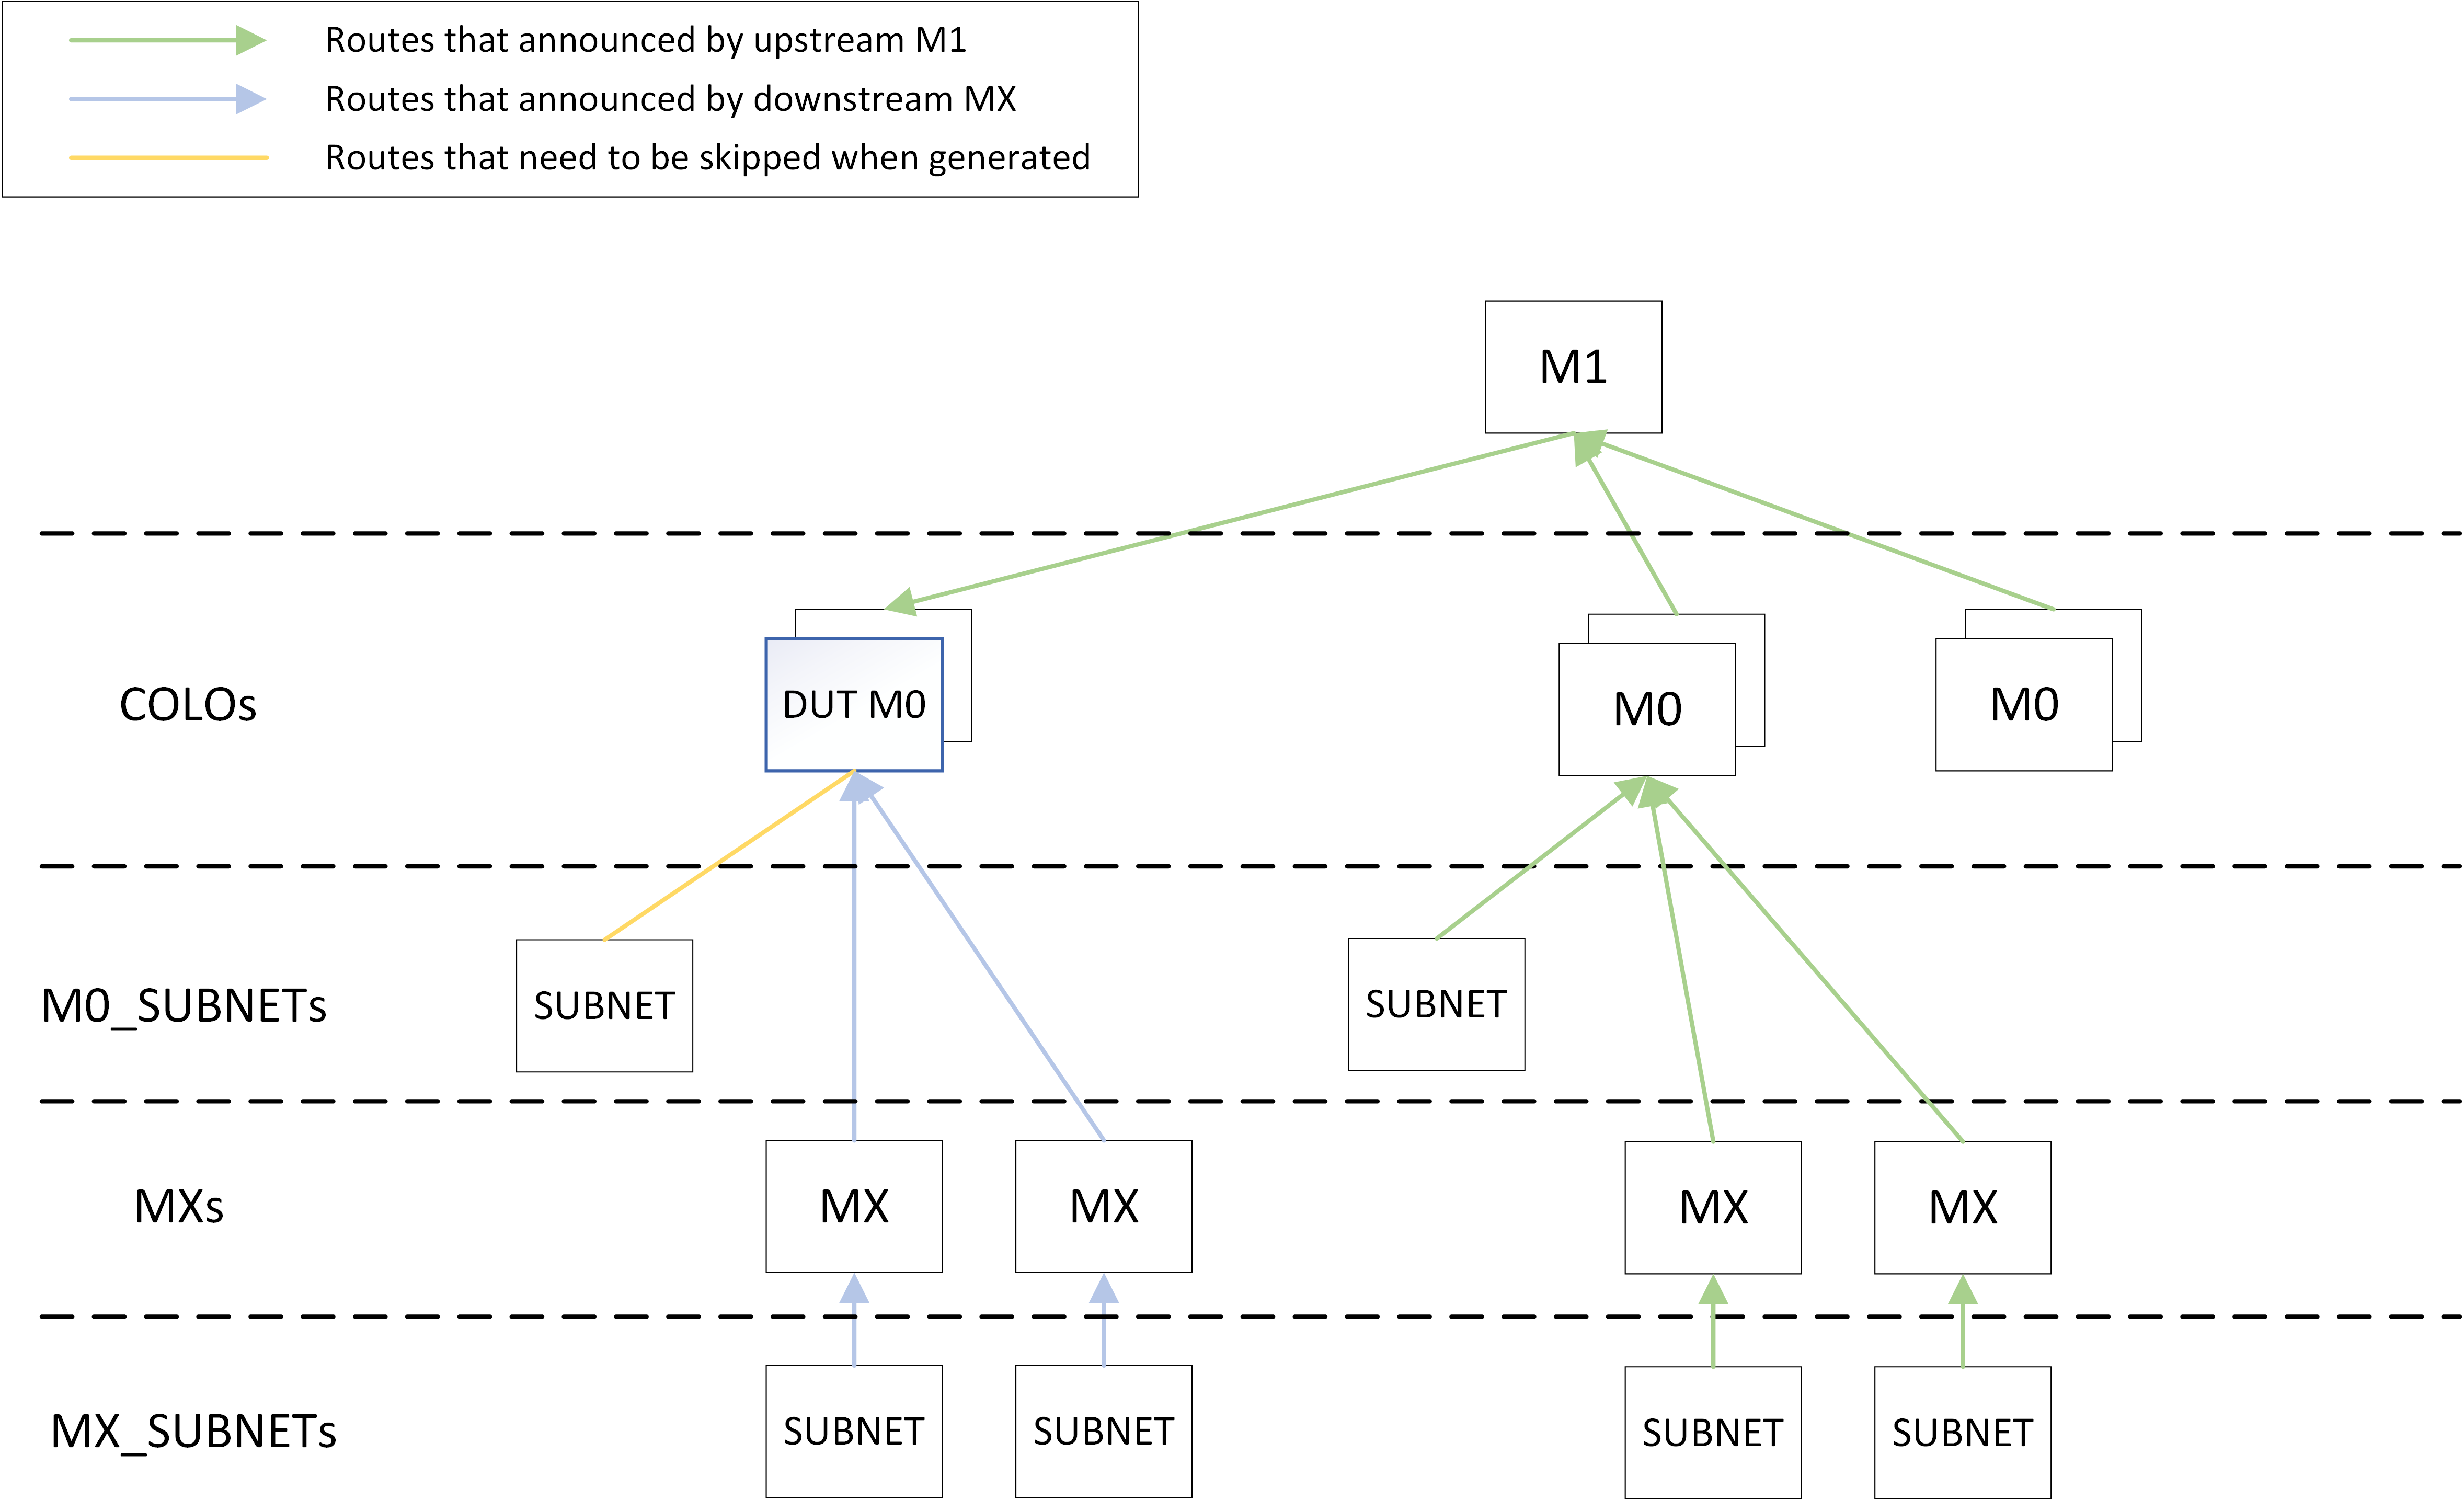 Routes that announced by upstream M1
Routes that announced by downstream MX
Routes that need to be skipped when generated
M1
COLOs
DUT M0
M0
M0
M0_SUBNETs
SUBNET
SUBNET
MXs
MX
MX
MX
MX
MX_SUBNETs
SUBNET
SUBNET
SUBNET
SUBNET